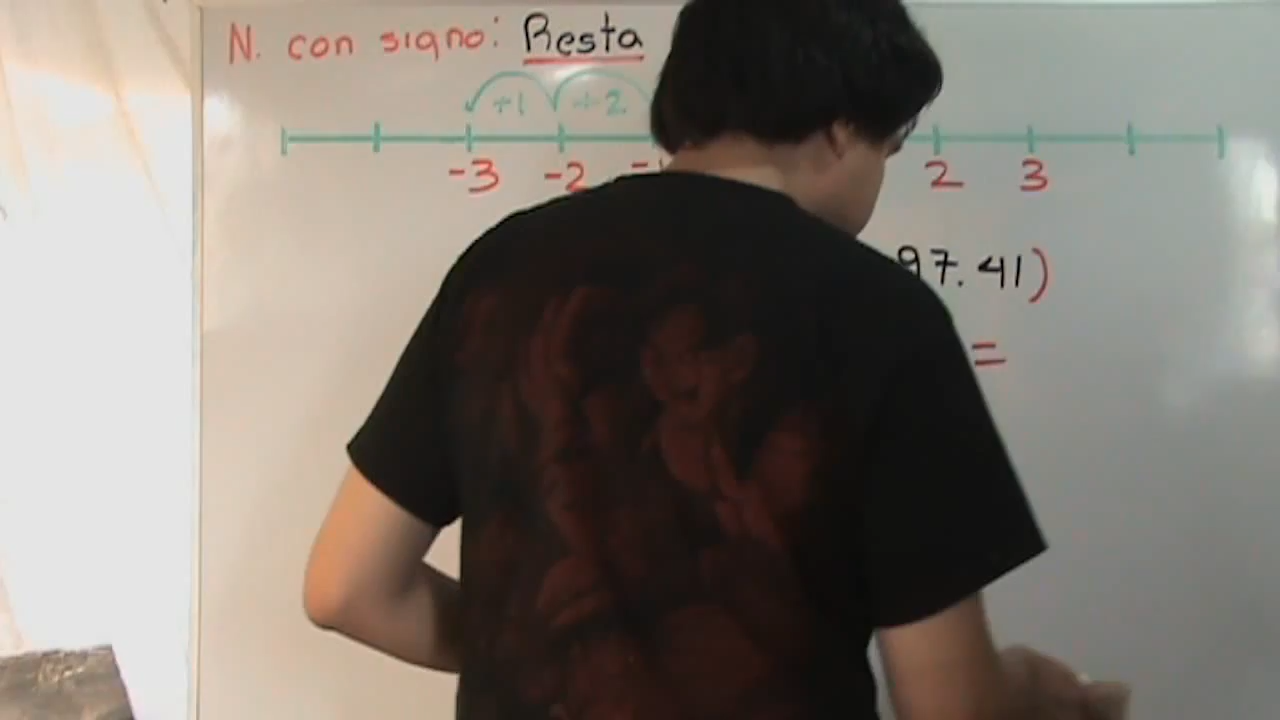 N. con signo: Resta
÷1 ÷2
-3 -2 2 3
97.41)
=